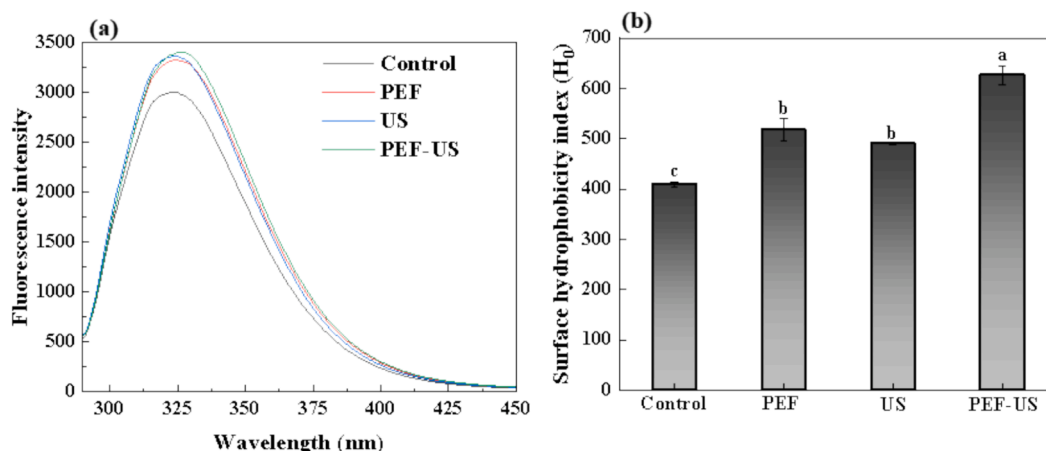 (a)
3500
3000
2500
2000
1500
1000
500
0
Fluorescence intensity
Control
PEF
US
PEF-US
300
325
350
375
400
425
450
Wavelength (nm)
(b)
700
600
500
400
300
200
100
0
Surface hydrophobicity index (H₀)
c
b
b
a
Control
PEF
US
PEF-US